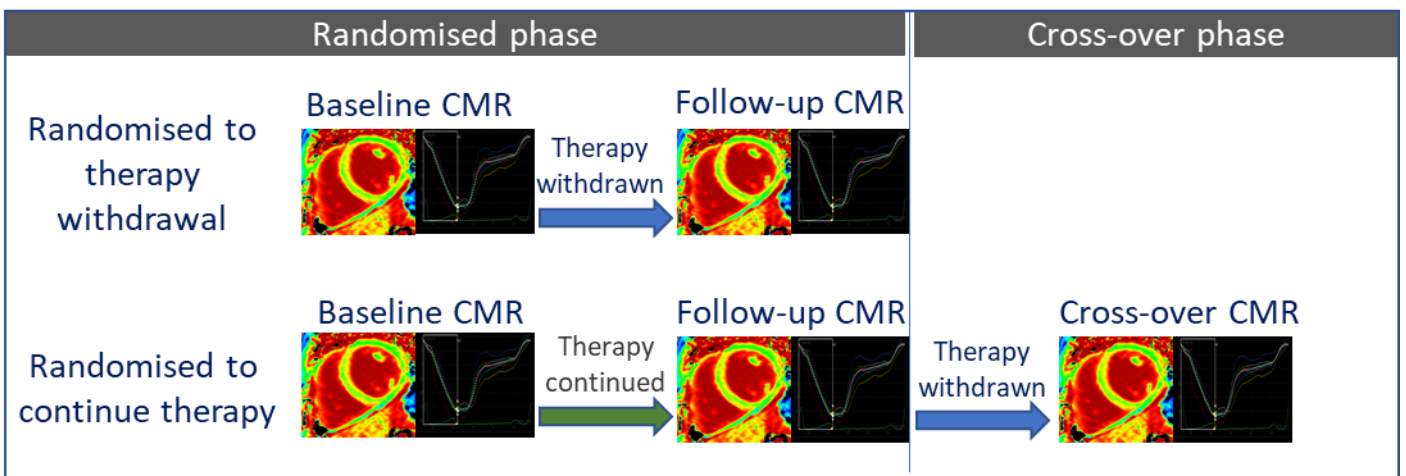 Randomised phase
Cross-over phase
Randomised to
therapy
withdrawal
Baseline CMR
Therapy
withdrawn
Follow-up CMR
Randomised to
continue therapy
Baseline CMR
Therapy
continued
Follow-up CMR
Therapy
withdrawn
Cross-over CMR